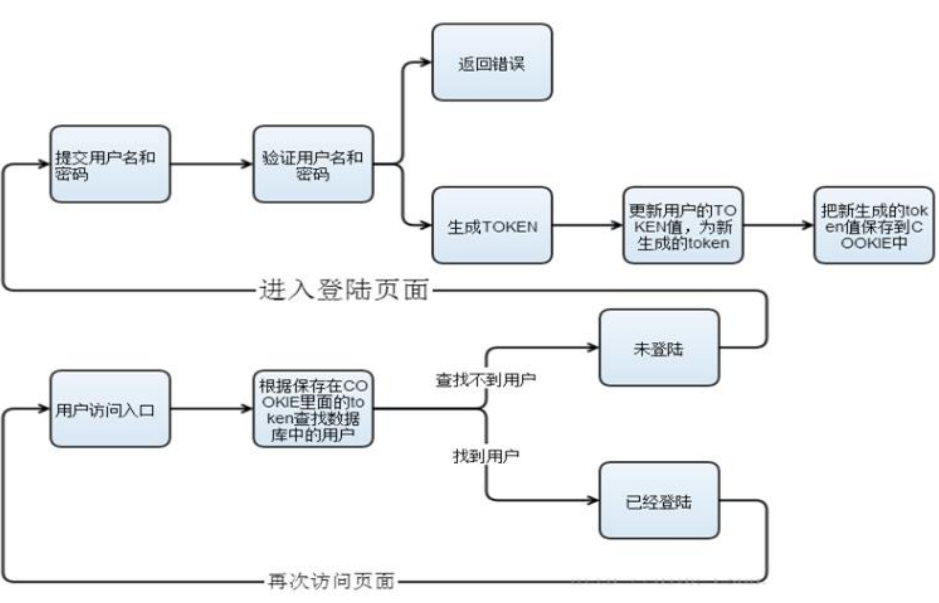 返回错误
提交用户名和
密码
验证用户名和
密码
生成TOKEN
更新用户的TO
KEN值，为新
生成的token
把新生成的tok
en值保存到C
OOKIE中
进入登陆页面
未登陆
查找不到用户
用户访问入口
根据保存在CO
OKIE里面的to
ken查找数据
库中的用户
找到用户
已经登陆
再次访问页面